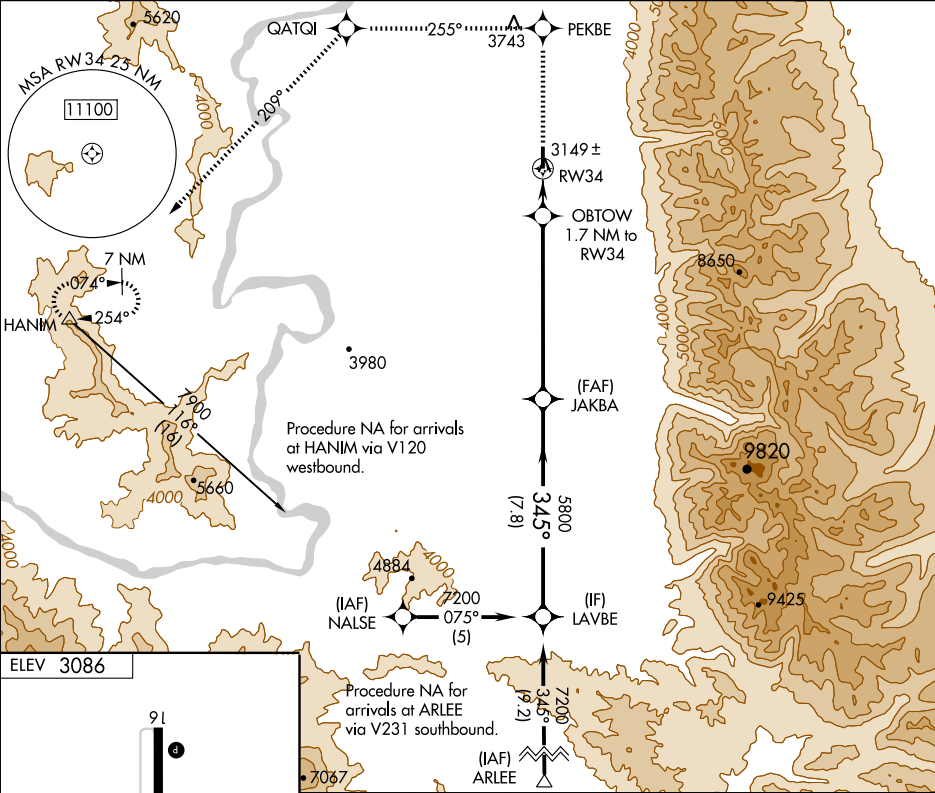 5620
QATQI
255°
3743
PEKBE
4000
MSA RW34 25 NM
11100
4000
209°
6000
3149 ±
RW34
OBTOW
1.7 NM to
RW34
8650
7 NM
074°
254°
HANIM
4000
5000
3980
7900
116°
(16)
(FAF)
JAKBA
Procedure NA for arrivals
at HANIM via V120
westbound.
9820
5660
4000
5800
345°
(7.8)
4000
4000
4884
7200
075°
(5)
(IAF)
NALSE
(IF)
LAVBE
9425
ELEV 3086
Procedure NA for
arrivals at ARLEE
via V231 southbound.
7200
345°
(9.2)
(IAF)
ARLEE
16
P
7067